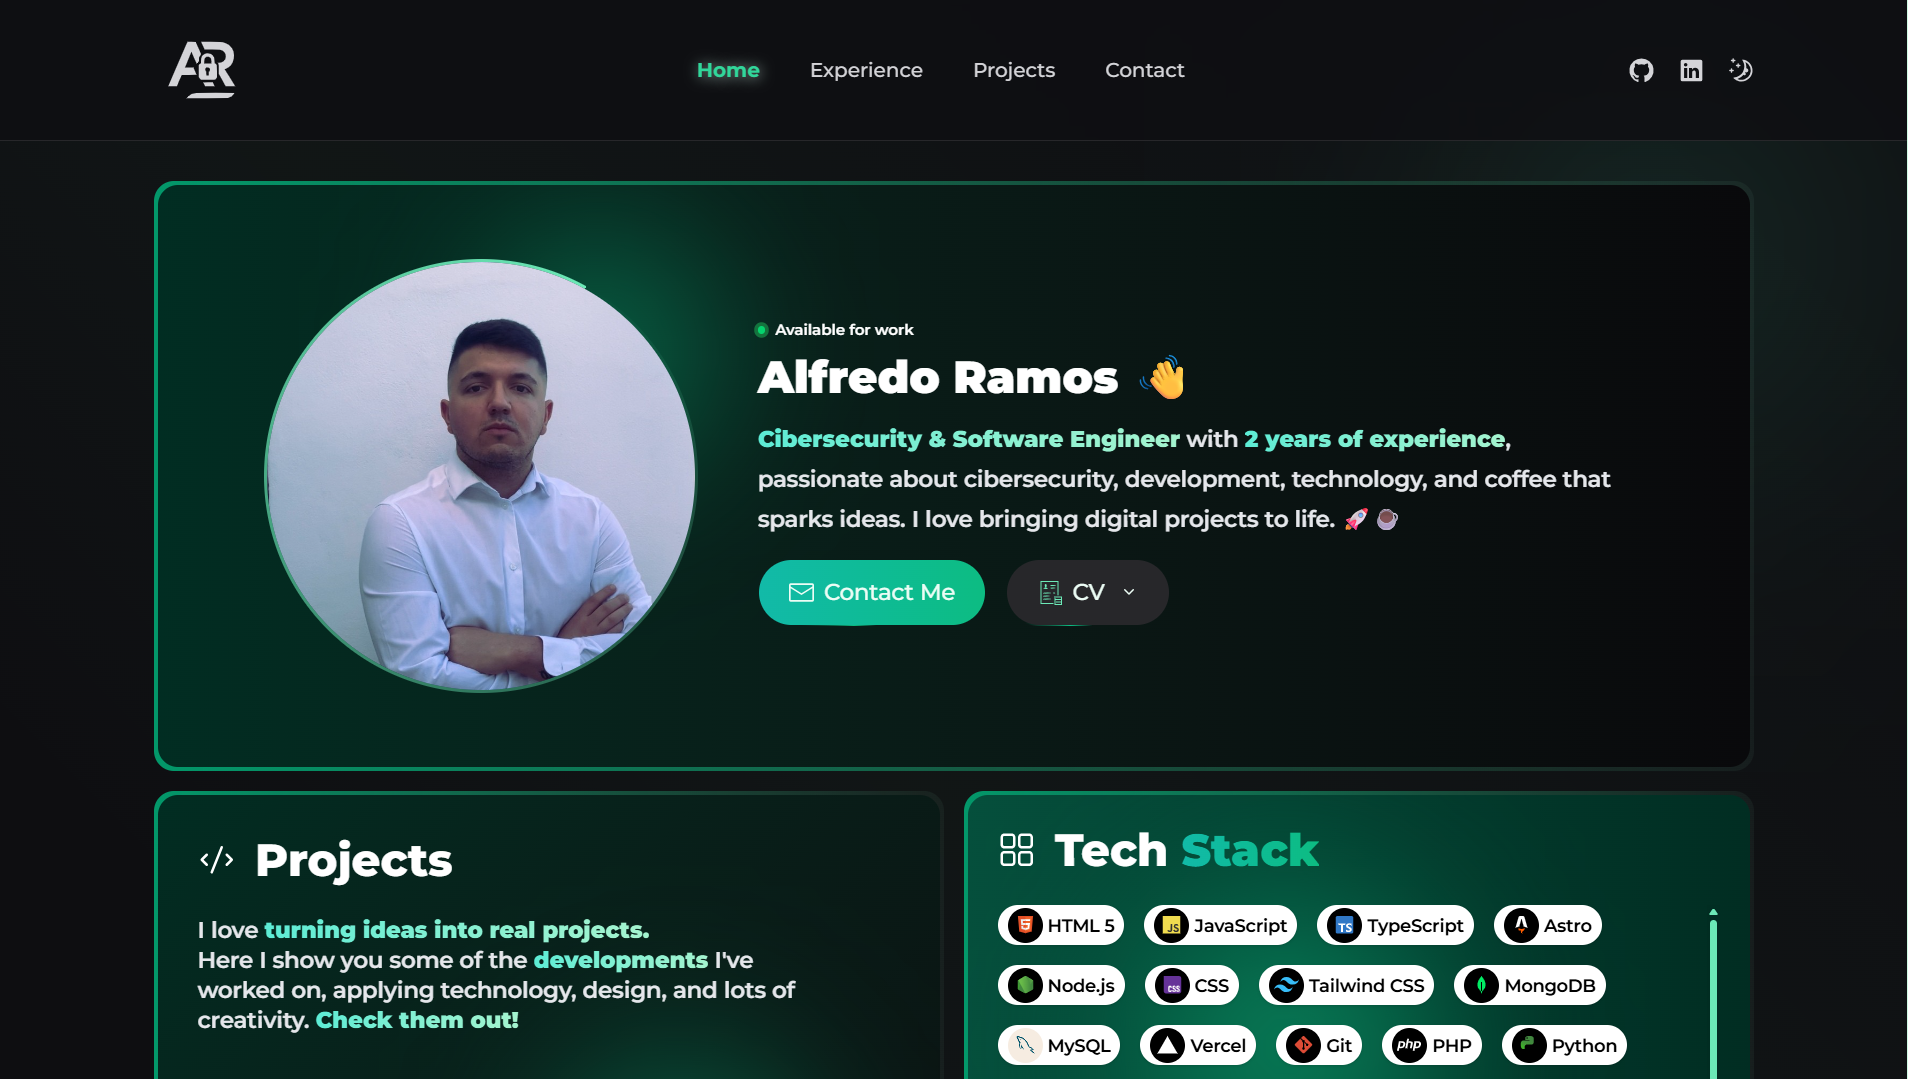 AR
Home
Experience
Projects
Contact
Available for work
Alfredo Ramos 👋
Cibersecurity & Software Engineer with 2 years of experience,
passionate about cibersecurity, development, technology, and coffee that
sparks ideas. I love bringing digital projects to life. 🚀☕
Contact Me
CV
Projects
I love turning ideas into real projects.
Here I show you some of the developments I've
worked on, applying technology, design, and lots of
creativity. Check them out!
Tech Stack
HTML 5
JavaScript
TypeScript
Astro
Node.js
CSS
Tailwind CSS
MongoDB
MySQL
Vercel
Git
PHP
Python